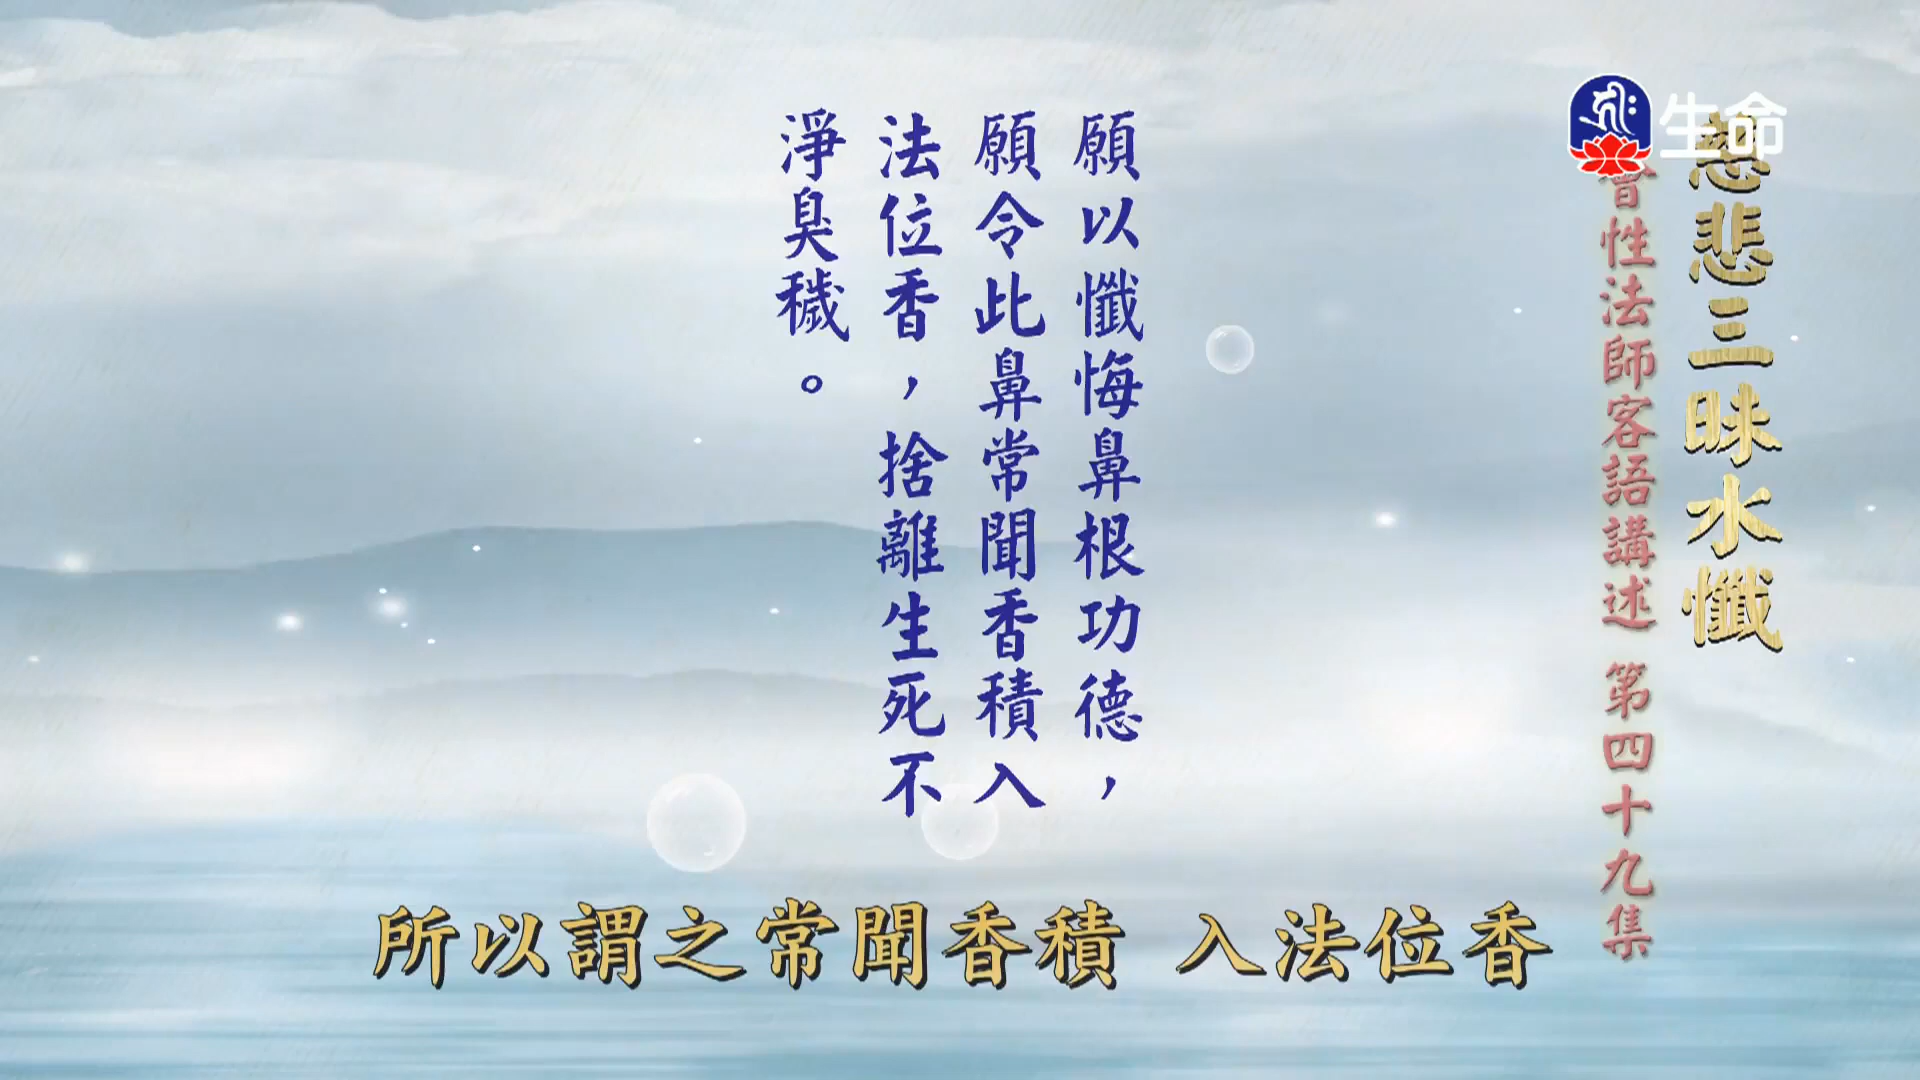 生命
慈悲三昧水懺
會性法師客語講述 第四十九集
願以懺悔鼻根功德，
願令此鼻常聞香積入
法位香，捨離生死不
淨臭穢。
所以謂之常聞香積 入法位香